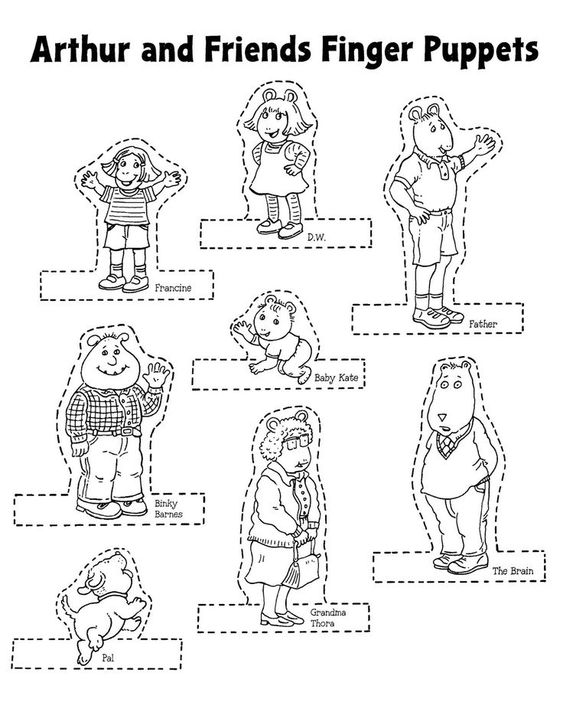 Arthur and Friends Finger Puppets
D.W.
Francine
Father
Baby Kate
Binky
Barnes
The Brain
Grandma
Thora
Pal